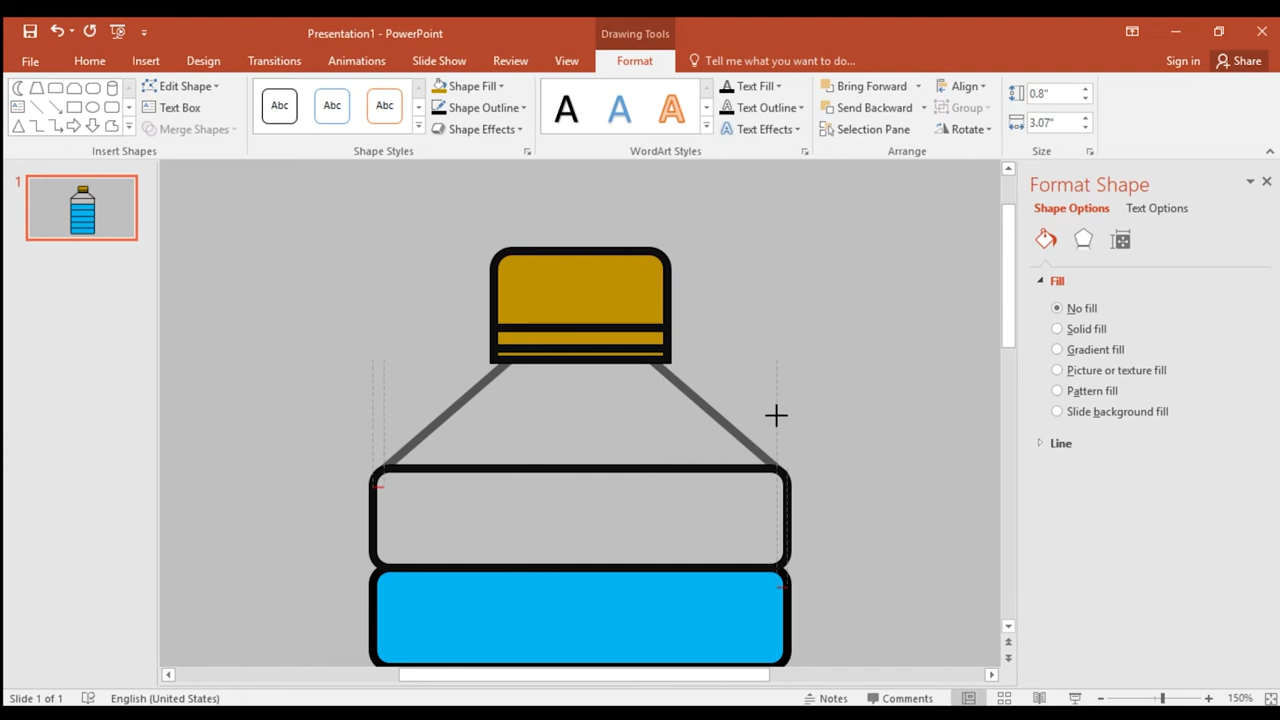 Presentation1 - PowerPoint
Drawing Tools
File Home Insert Design Transitions Animations Slide Show Review View Format Tell me what you want to do... Sign in Share
Edit Shape
Text Box
Merge Shapes
Insert Shapes
Abc Abc Abc
Shape Fill
Shape Outline
Shape Effects
Shape Styles
A A A
Text Fill
Text Outline
Text Effects
WordArt Styles
Bring Forward
Send Backward
Selection Pane
Align
Group
Rotate
Arrange
0.8"
3.07"
Size
1
Format Shape
Shape Options Text Options
Fill
No fill
Solid fill
Gradient fill
Picture or texture fill
Pattern fill
Slide background fill
Line
Slide 1 of 1 English (United States) Notes Comments 150%